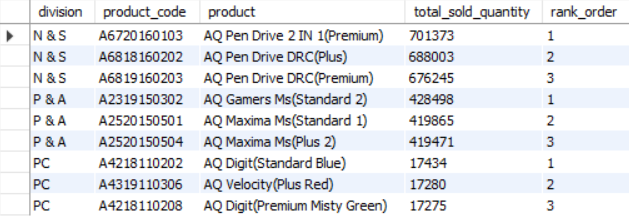 division product_code product total_sold_quantity rank_order
N & S A6720160103 AQ Pen Drive 2 IN 1(Premium) 701373 1
N & S A6818160202 AQ Pen Drive DRC(Plus) 688003 2
N & S A6819160203 AQ Pen Drive DRC(Premium) 676245 3
P & A A2319150302 AQ Gamers Ms(Standard 2) 428498 1
P & A A2520150501 AQ Maxima Ms(Standard 1) 419865 2
P & A A2520150504 AQ Maxima Ms(Plus 2) 419471 3
PC A4218110202 AQ Digit(Standard Blue) 17434 1
PC A4319110306 AQ Velocity(Plus Red) 17280 2
PC A4218110208 AQ Digit(Premium Misty Green) 17275 3